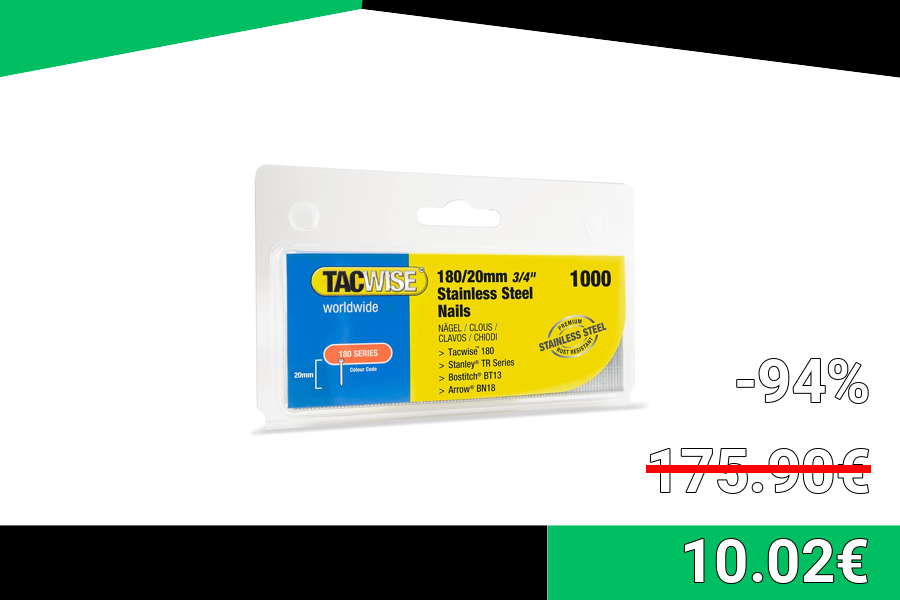 TACWISE
worldwide
180 SERIES
Colour Code
20mm
180/20mm 3/4"
Stainless Steel
Nails
1000
NÄGEL / CLOUS /
CLAVOS / CHIODI
> Tacwise™ 180
> Stanley® TR Series
> Bostitch® BT13
> Arrow® BN18
PREMIUM
STAINLESS STEEL
RUST RESISTANT
-94%
175.90€
10.02€